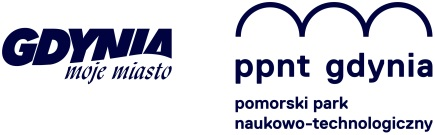 GDYNIA
moje miasto
ppnt gdynia
pomorski park
naukowo-technologiczny